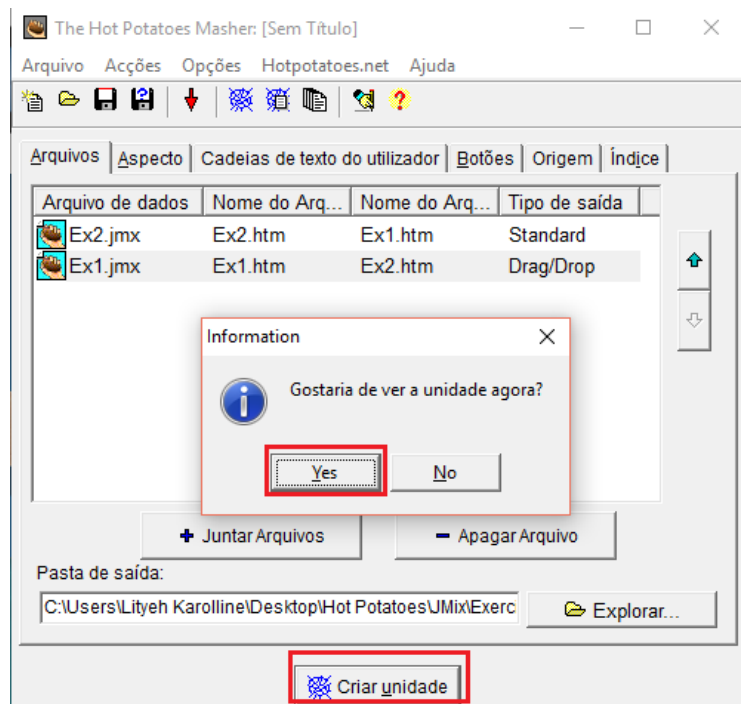 The Hot Potatoes Masher: [Sem Título]
Arquivo Acções Opções Hotpotatoes.net Ajuda
Arquivos Aspecto Cadeias de texto do utilizador Botões Origem Índice
Arquivo de dados Nome do Arq... Nome do Arq... Tipo de saída
Ex2.jmx Ex2.htm Ex1.htm Standard
Ex1.jmx Ex1.htm Ex2.htm Drag/Drop
Information
Gostaria de ver a unidade agora?
Yes No
Juntar Arquivos Apagar Arquivo
Pasta de saída:
C:\Users\Lityeh Karolline\Desktop\Hot Potatoes\JMix\Exerc Explorar...
Criar unidade